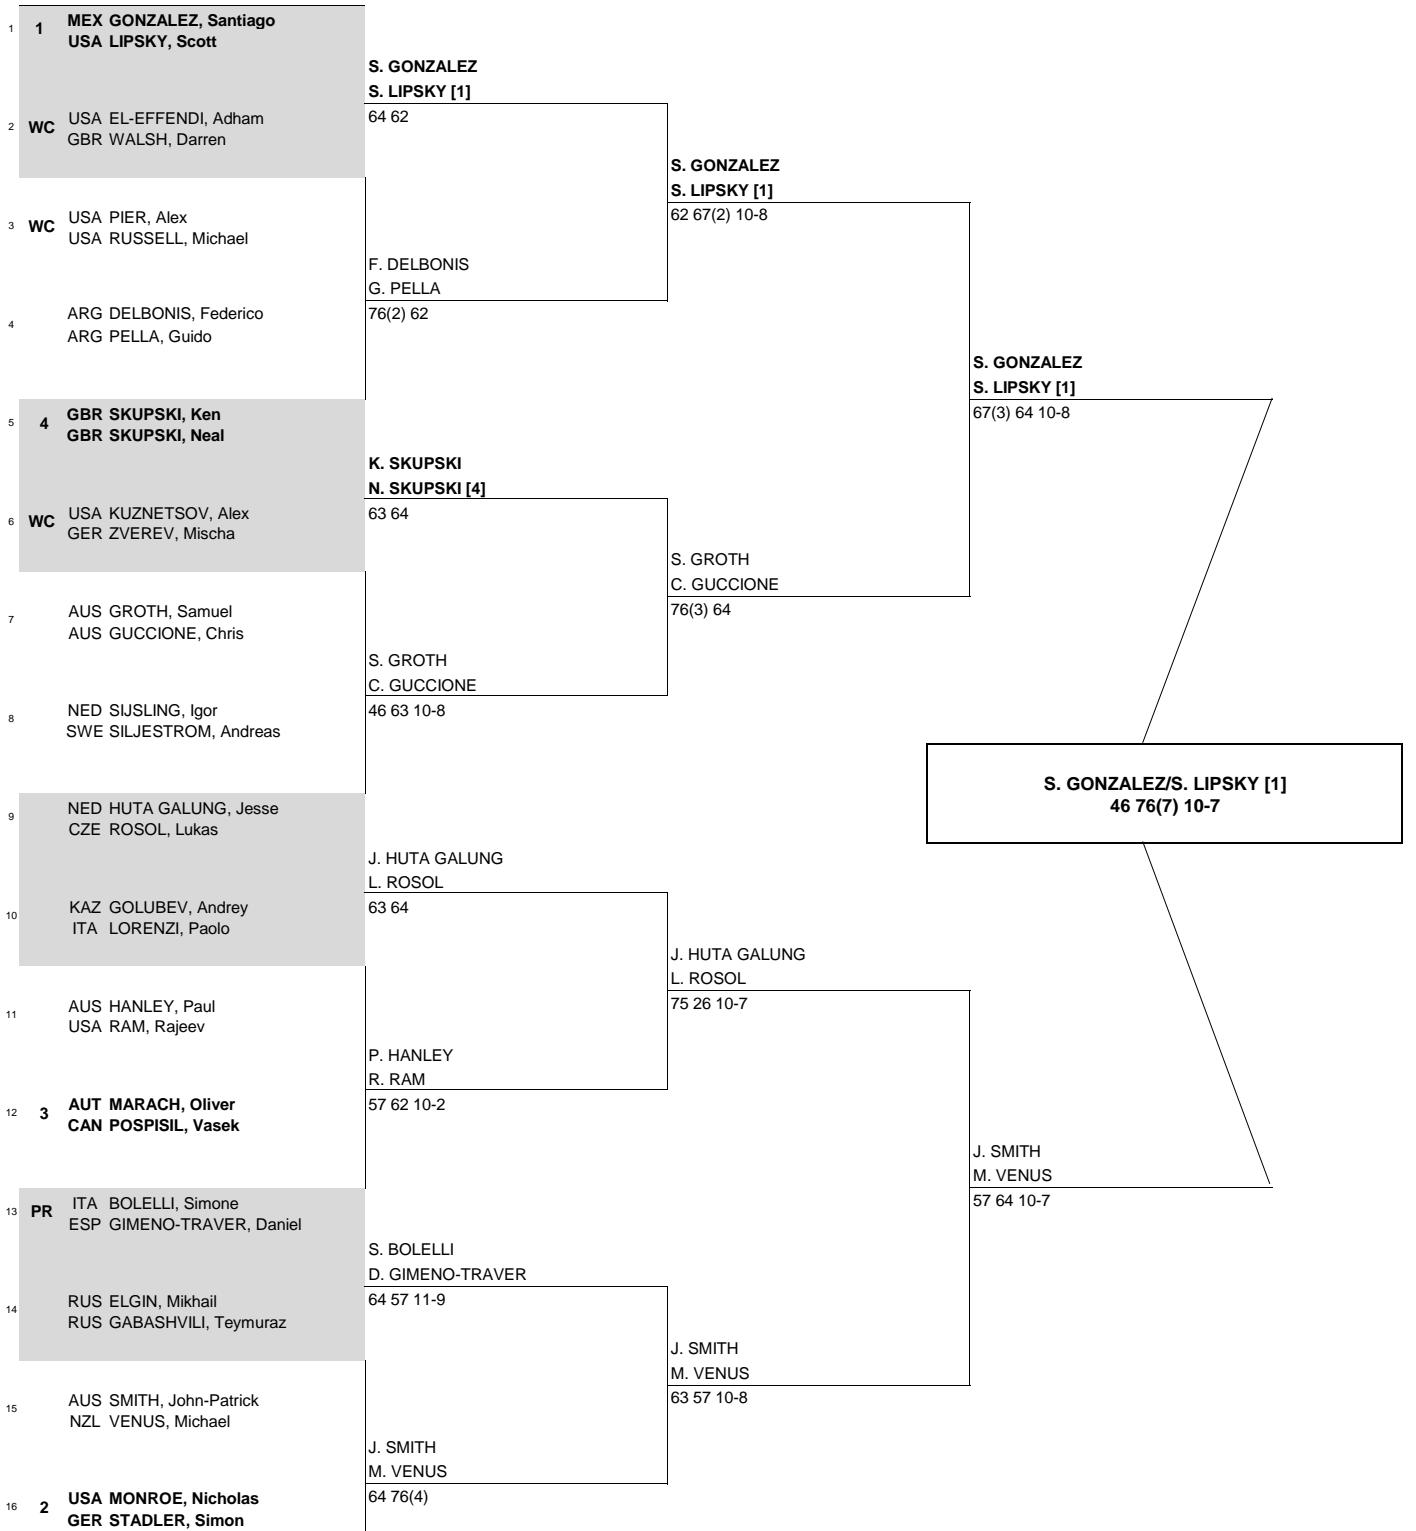 1 1 MEX GONZALEZ, Santiago
USA LIPSKY, Scott
S. GONZALEZ
S. LIPSKY [1]
64 62
2 WC USA EL-EFFENDI, Adham
GBR WALSH, Darren
S. GONZALEZ
S. LIPSKY [1]
62 67(2) 10-8
3 WC USA PIER, Alex
USA RUSSELL, Michael
F. DELBONIS
G. PELLA
76(2) 62
4 ARG DELBONIS, Federico
ARG PELLA, Guido
S. GONZALEZ
S. LIPSKY [1]
67(3) 64 10-8
5 4 GBR SKUPSKI, Ken
GBR SKUPSKI, Neal
K. SKUPSKI
N. SKUPSKI [4]
63 64
6 WC USA KUZNETSOV, Alex
GER ZVEREV, Mischa
S. GROTH
C. GUCCIONE
76(3) 64
7 AUS GROTH, Samuel
AUS GUCCIONE, Chris
S. GROTH
C. GUCCIONE
46 63 10-8
8 NED SIJSLING, Igor
SWE SILJESTROM, Andreas
S. GONZALEZ/S. LIPSKY [1]
46 76(7) 10-7
9 NED HUTA GALUNG, Jesse
CZE ROSOL, Lukas
J. HUTA GALUNG
L. ROSOL
63 64
10 KAZ GOLUBEV, Andrey
ITA LORENZI, Paolo
J. HUTA GALUNG
L. ROSOL
75 26 10-7
11 AUS HANLEY, Paul
USA RAM, Rajeev
P. HANLEY
R. RAM
57 62 10-2
12 3 AUT MARACH, Oliver
CAN POSPISIL, Vasek
J. SMITH
M. VENUS
57 64 10-7
13 PR ITA BOLELLI, Simone
ESP GIMENO-TRAVER, Daniel
S. BOLELLI
D. GIMENO-TRAVER
64 57 11-9
14 RUS ELGIN, Mikhail
RUS GABASHVILI, Teymuraz
J. SMITH
M. VENUS
63 57 10-8
15 AUS SMITH, John-Patrick
NZL VENUS, Michael
J. SMITH
M. VENUS
64 76(4)
16 2 USA MONROE, Nicholas
GER STADLER, Simon